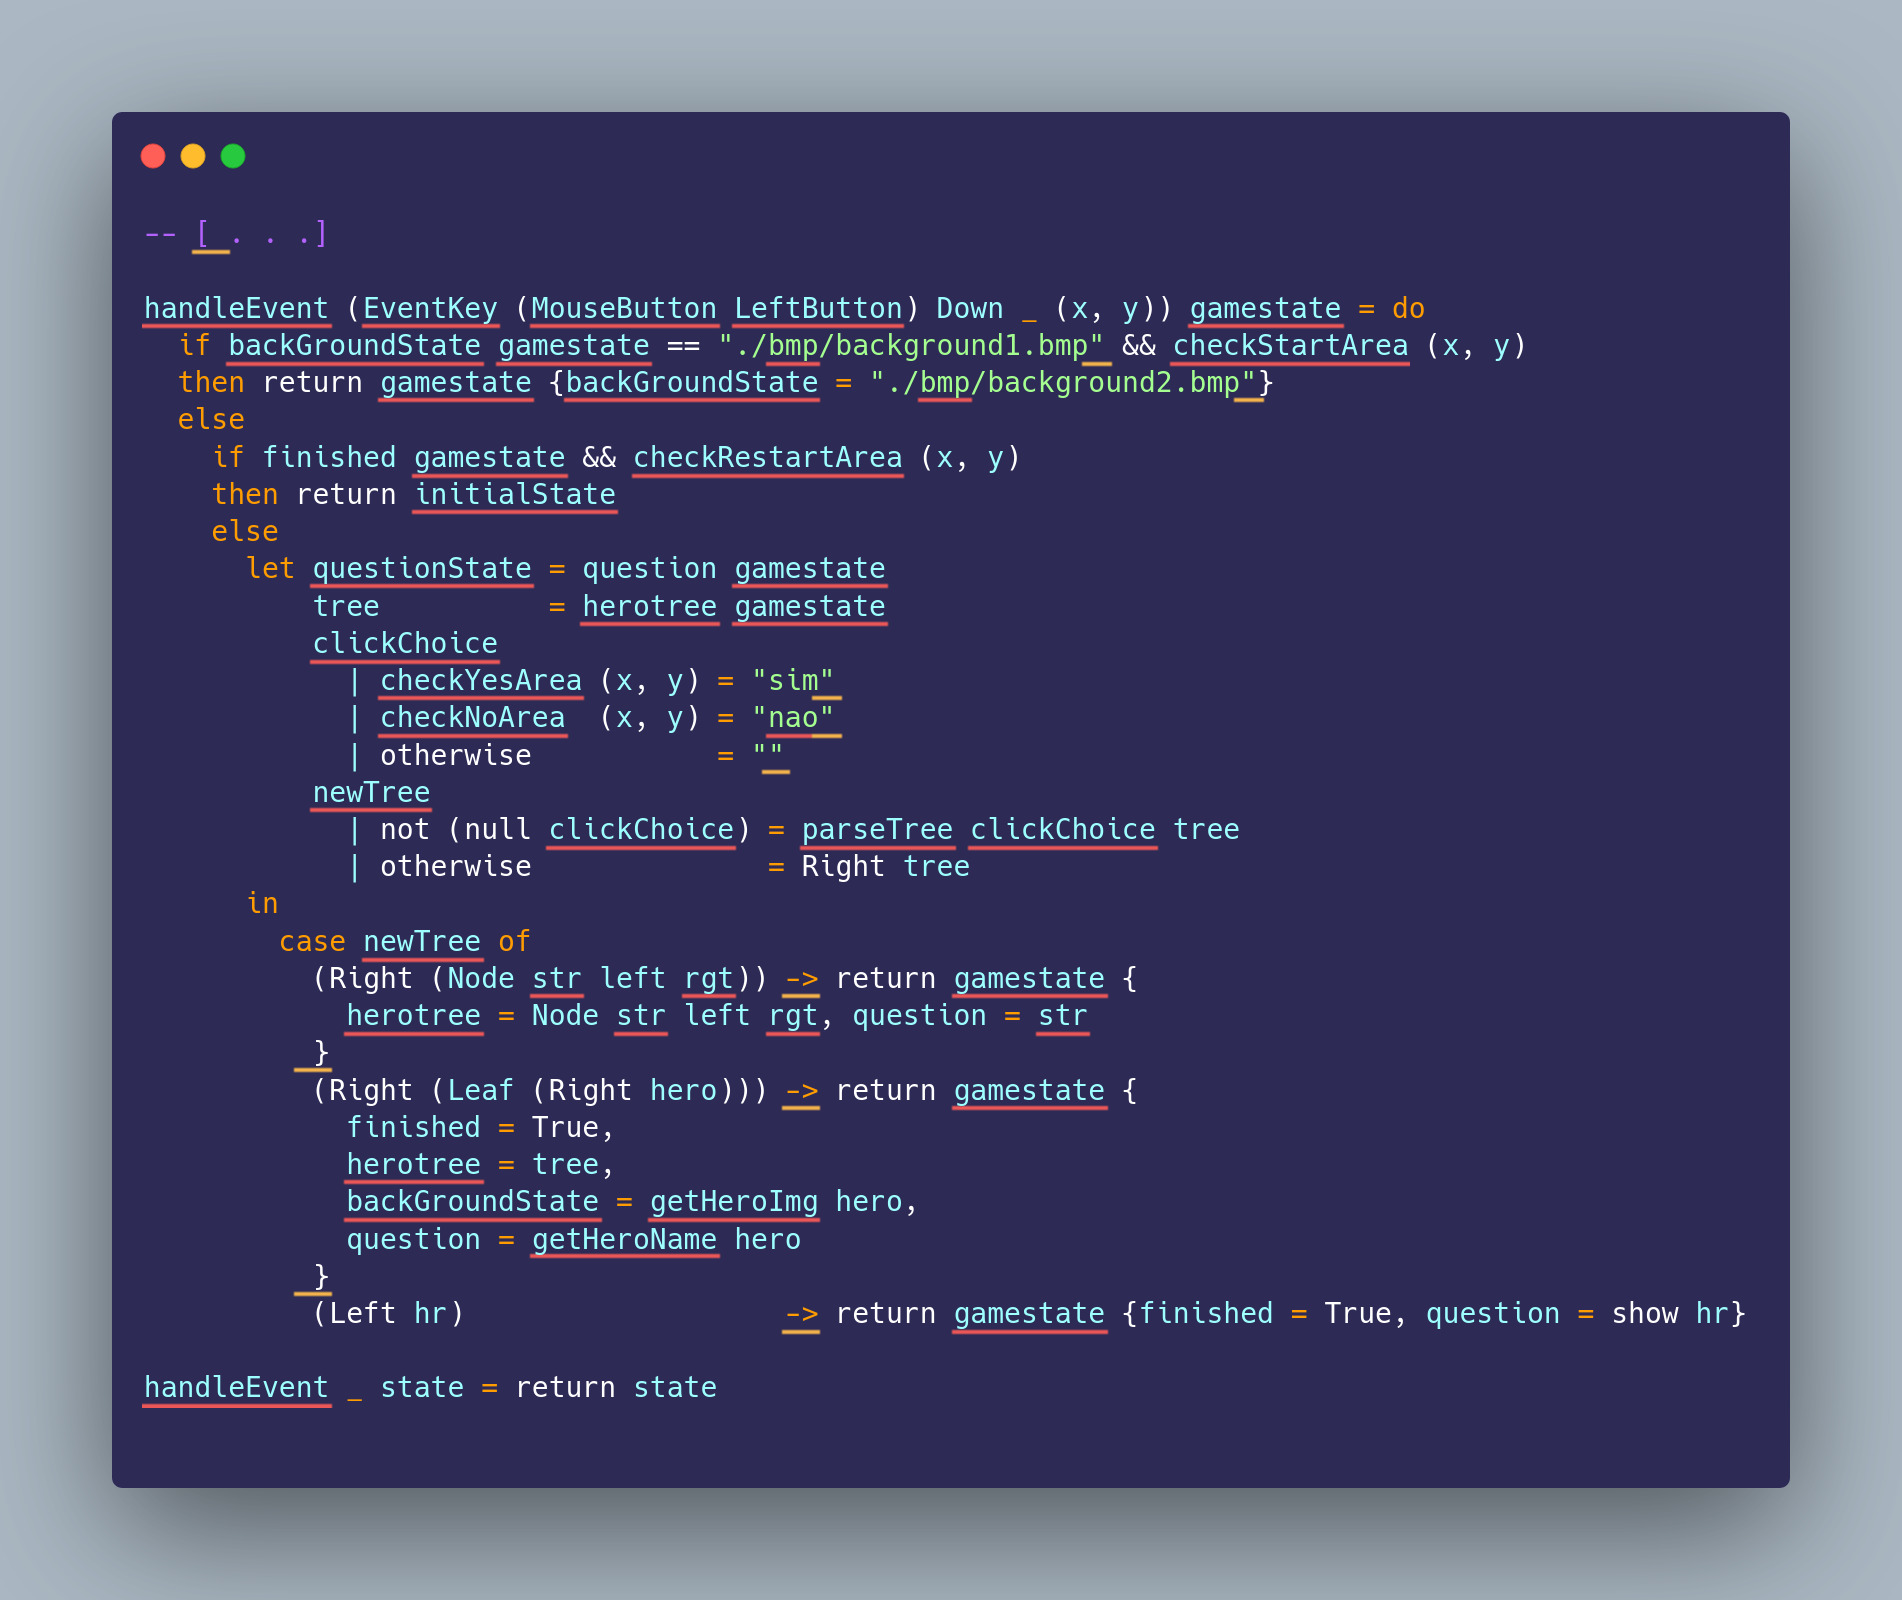 -- [ . . .]

handleEvent (EventKey (MouseButton LeftButton) Down _ (x, y)) gamestate = do
  if backGroundState gamestate == "./bmp/background1.bmp" && checkStartArea (x, y)
  then return gamestate {backGroundState = "./bmp/background2.bmp"}
  else
    if finished gamestate && checkRestartArea (x, y)
    then return initialState
    else
      let questionState = question gamestate
          tree          = herotree gamestate
          clickChoice
            | checkYesArea (x, y) = "sim"
            | checkNoArea  (x, y) = "nao"
            | otherwise           = ""
          newTree
            | not (null clickChoice) = parseTree clickChoice tree
            | otherwise              = Right tree
      in
        case newTree of
          (Right (Node str left rgt)) -> return gamestate {
            herotree = Node str left rgt, question = str
          }
          (Right (Leaf (Right hero))) -> return gamestate {
            finished = True,
            herotree = tree,
            backGroundState = getHeroImg hero,
            question = getHeroName hero
          }
          (Left hr)                   -> return gamestate {finished = True, question = show hr}

handleEvent _ state = return state